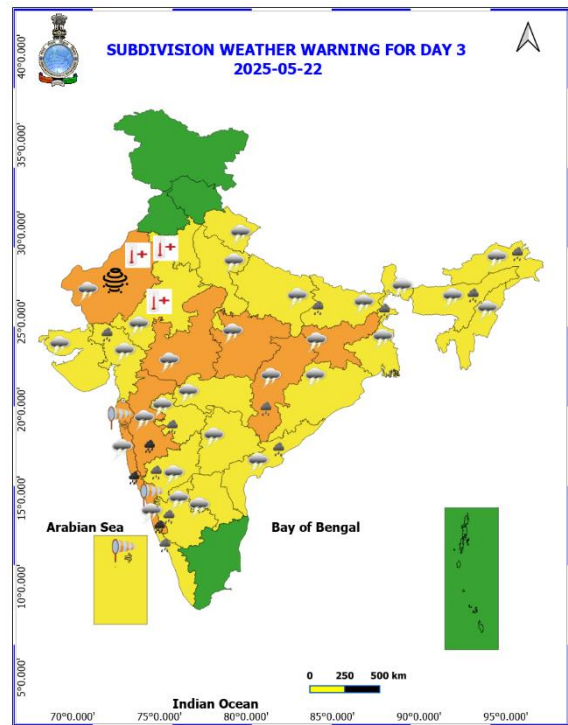 SUBDIVISION WEATHER WARNING FOR DAY 3
2025-05-22
40°0.000'
35°0.000'
30°0.000'
25°0.000'
20°0.000'
15°0.000'
10°0.000'
5°0.000'
Arabian Sea
Bay of Bengal
0 250 500 km
Indian Ocean
70°0.000' 75°0.000' 80°0.000' 85°0.000' 90°0.000' 95°0.000'